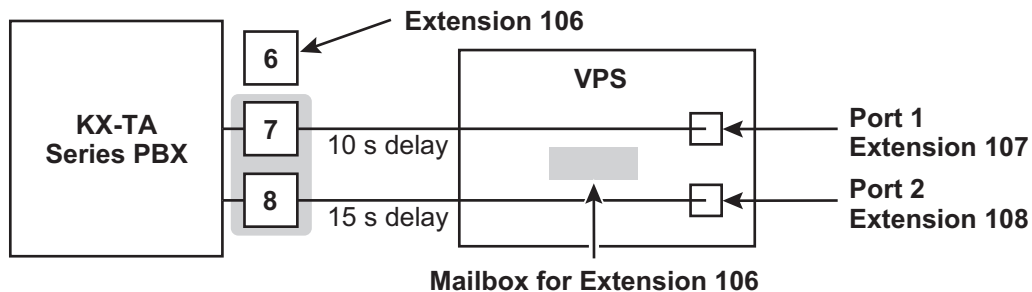 Extension 106
6
VPS
KX-TA
Series PBX
7
10 s delay
Port 1
Extension 107
8
15 s delay
Port 2
Extension 108
Mailbox for Extension 106